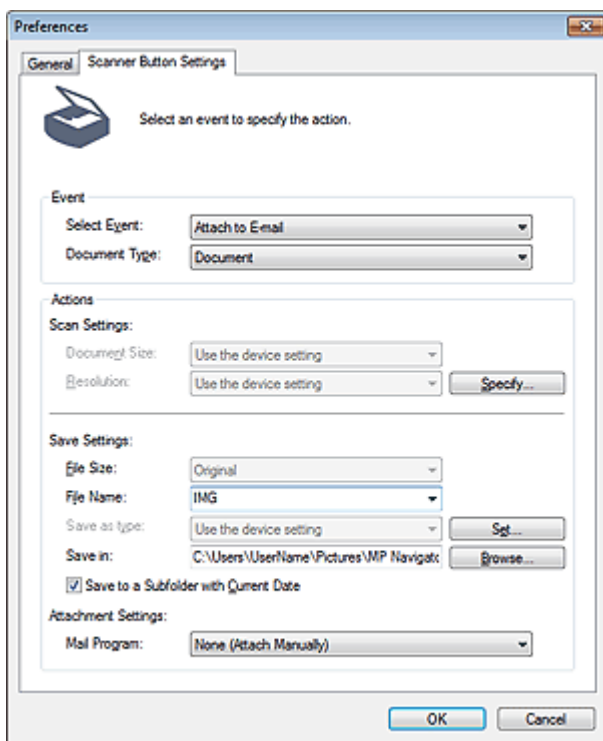 Preferences
General Scanner Button Settings
Select an event to specify the action.
Event
Select Event: Attach to E-mail
Document Type: Document
Actions
Scan Settings:
Document Size: Use the device setting
Resolution: Use the device setting Specify...
Save Settings:
File Size: Original
File Name: IMG
Save as type: Use the device setting Set...
Save in: C:\Users\UserName\Pictures\MP Navigato Browse...
Save to a Subfolder with Current Date
Attachment Settings:
Mail Program: None (Attach Manually)
OK Cancel